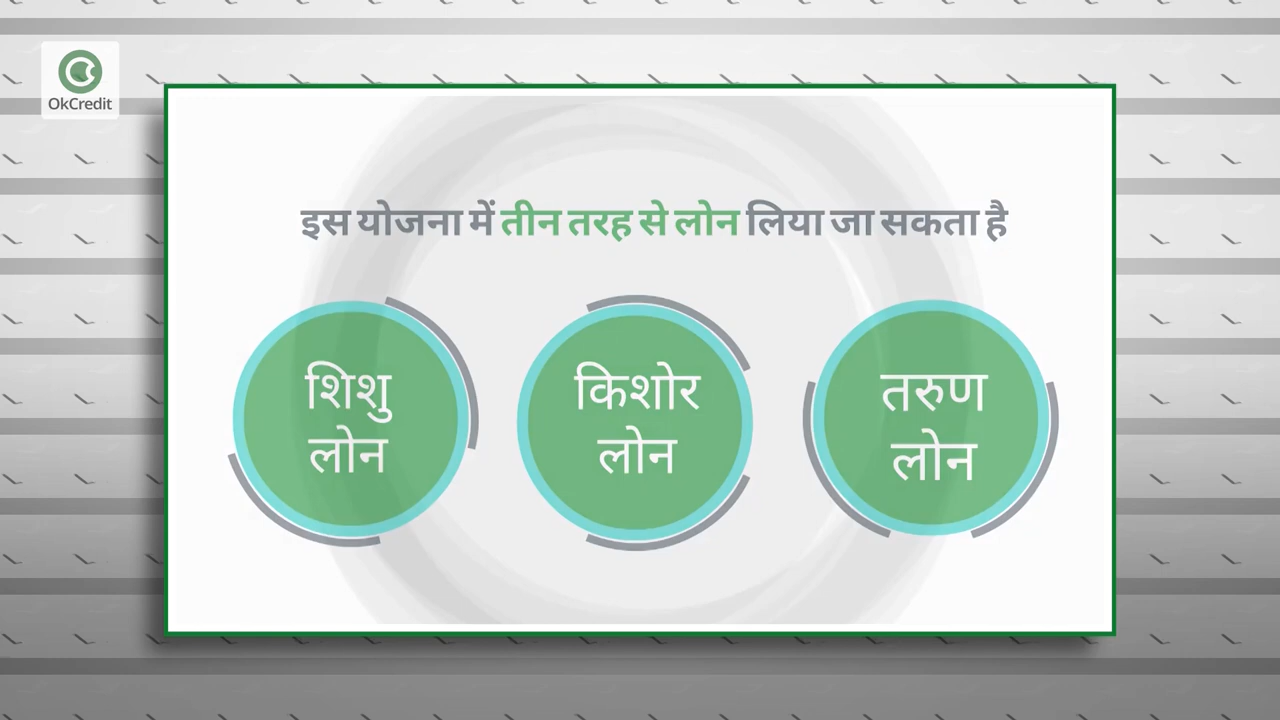 OkCredit
इस योजना में तीन तरह से लोन लिया जा सकता है
शिशु
लोन
किशोर
लोन
तरुण
लोन